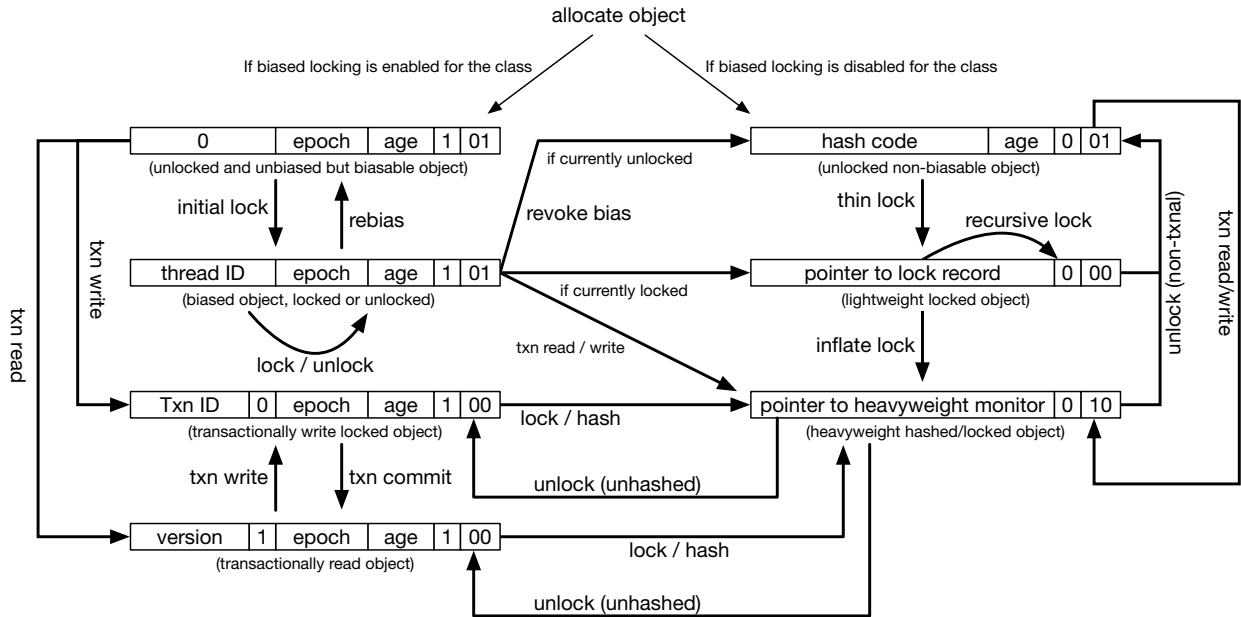 allocate object
If biased locking is enabled for the class
If biased locking is disabled for the class
0 epoch age 1 01
(unlocked and unbiased but biasable object)
hash code age 0 01
(unlocked non-biasable object)
if currently unlocked
initial lock
rebias
revoke bias
thin lock
recursive lock
txn write
txn read
unlock (non-txnal)
txn read/write
thread ID epoch age 1 01
(biased object, locked or unlocked)
pointer to lock record 0 00
(lightweight locked object)
if currently locked
lock / unlock
txn read / write
inflate lock
Txn ID 0 epoch age 1 00
(transactionally write locked object)
lock / hash
pointer to heavyweight monitor 0 10
(heavyweight hashed/locked object)
txn write
txn commit
unlock (unhashed)
version 1 epoch age 1 00
(transactionally read object)
lock / hash
unlock (unhashed)